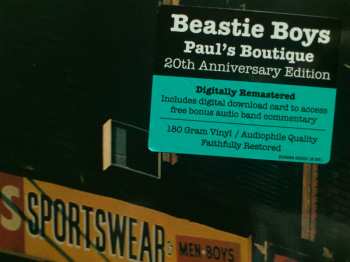 Beastie Boys
Paul's Boutique
20th Anniversary Edition
Digitally Remastered
Includes digital download card to access
free bonus audio band commentary
180 Gram Vinyl / Audiophile Quality
Faithfully Restored
S SPORTSWEAR
MEN BOYS